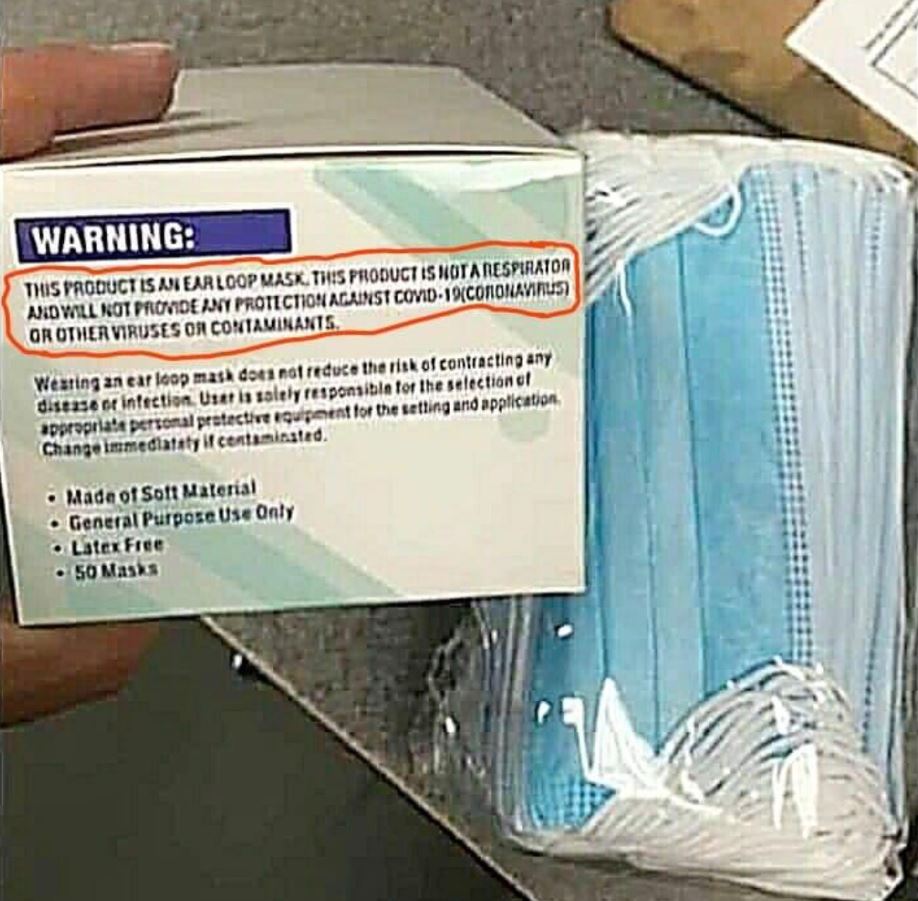 WARNING:
THIS PRODUCT IS AN EAR LOOP MASK. THIS PRODUCT IS NOT A RESPIRATOR
AND WILL NOT PROVIDE ANY PROTECTION AGAINST COVID-19(CORONAVIRUS)
OR OTHER VIRUSES OR CONTAMINANTS.
Wearing an ear loop mask does not reduce the risk of contracting any
disease or infection. User is solely responsible for the selection of
appropriate personal protective equipment for the setting and application.
Change immediately if contaminated.
• Made of Soft Material
• General Purpose Use Only
• Latex Free
• 50 Masks